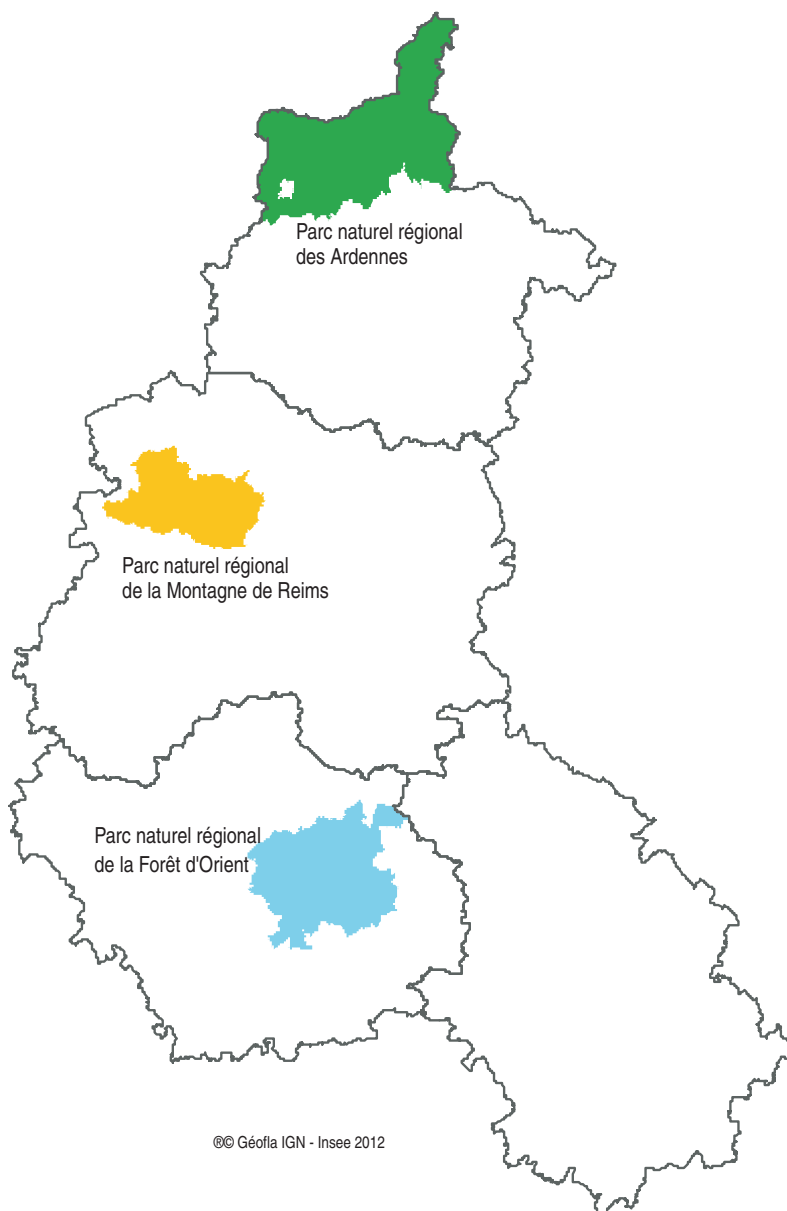 Parc naturel régional
des Ardennes
Parc naturel régional
de la Montagne de Reims
Parc naturel régional
de la Forêt d'Orient
®© Géofla IGN - Insee 2012